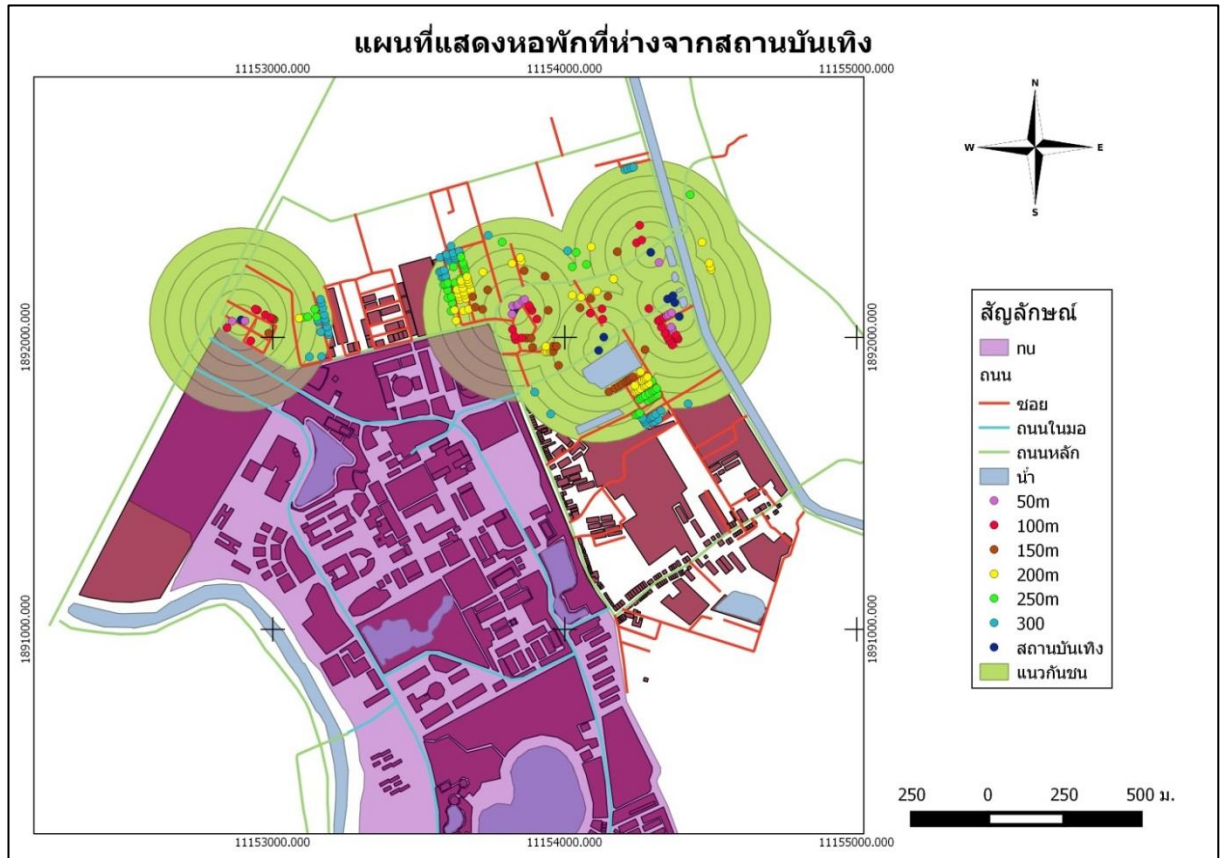 แผนที่แสดงหอพักที่ห่างจากสถานบันเทิง
11153000.000 11154000.000 11155000.000
N
W E
S
1892000.000 1892000.000
1891000.000 1891000.000
11153000.000 11154000.000 11155000.000
สัญลักษณ์
ทบ
ถนน
ซอย
ถนนในมอ
ถนนหลัก
น้ำ
50m
100m
150m
200m
250m
300
สถานบันเทิง
แนวกันชน
250 0 250 500 ม.